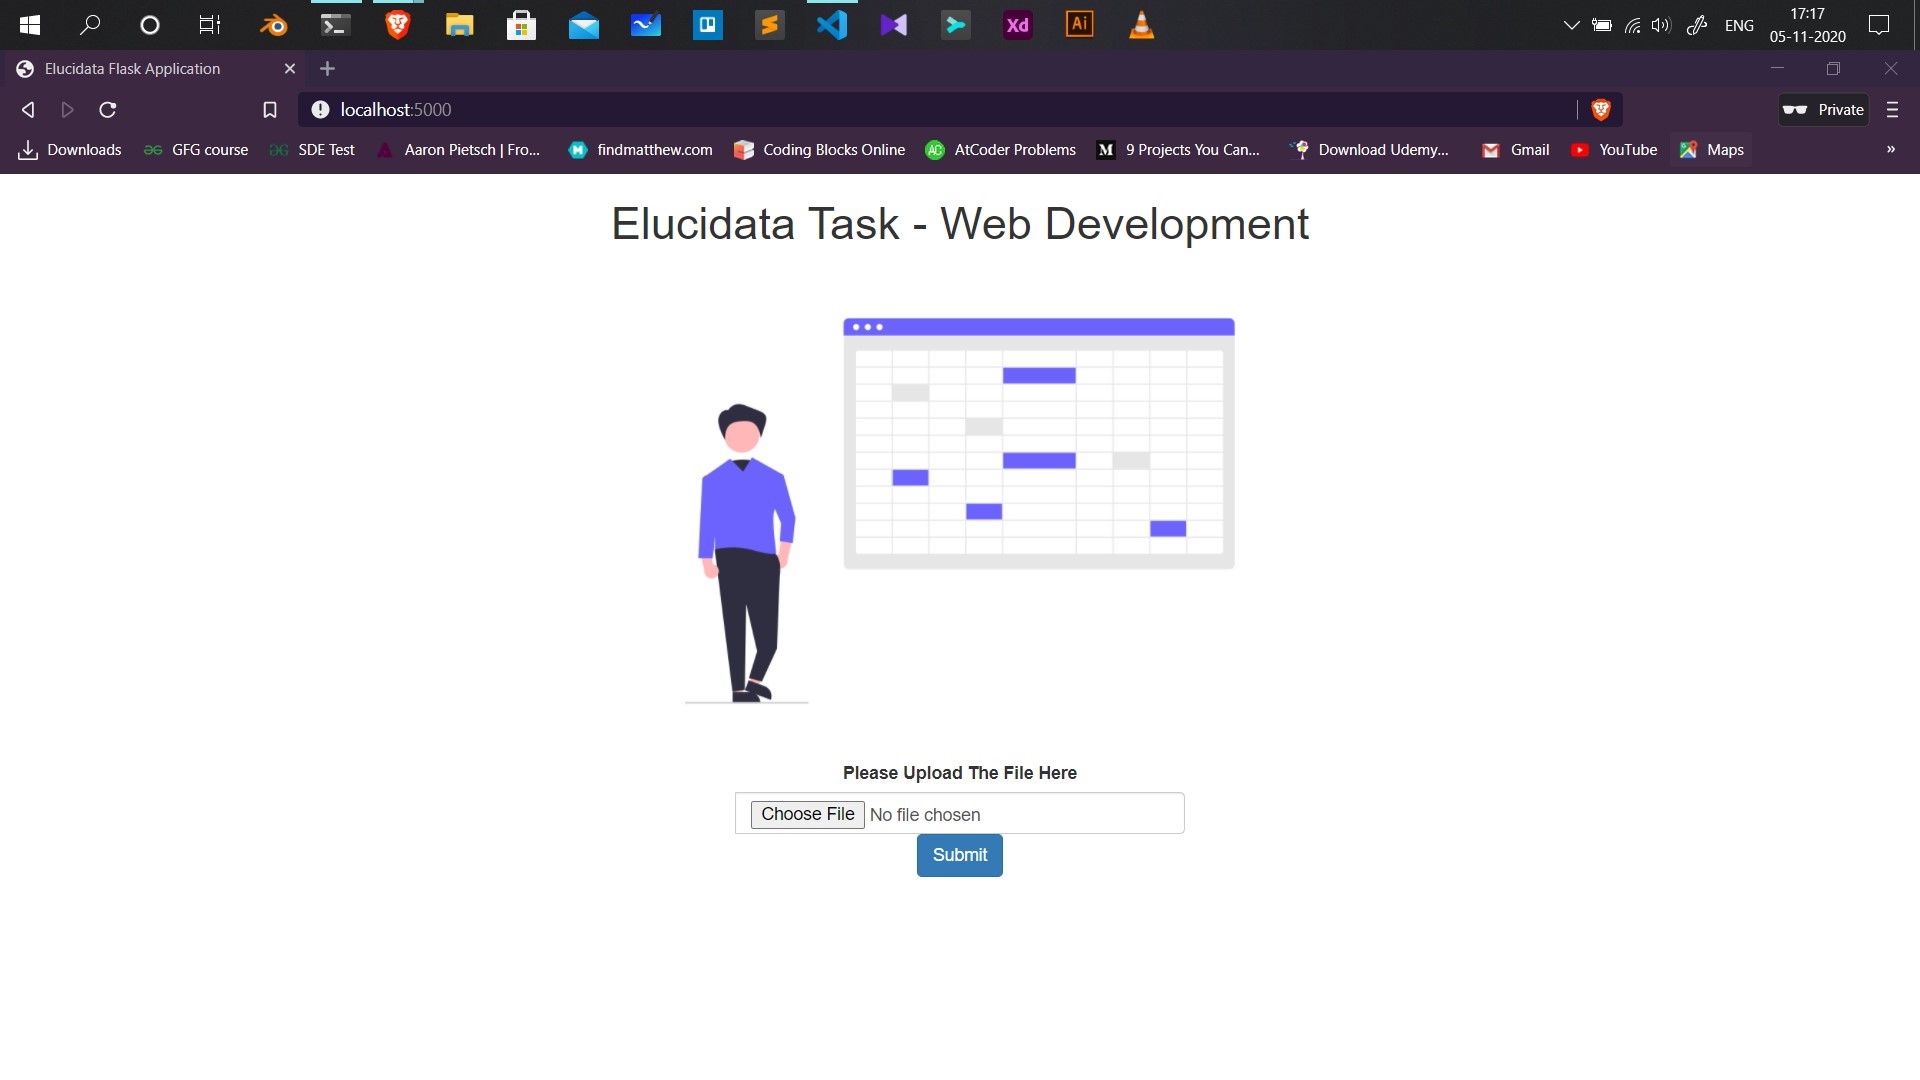 17:17
ENG
05-11-2020
Elucidata Flask Application
localhost:5000
Private
Downloads
GFG course
SDE Test
Aaron Pietsch | Fro...
findmatthew.com
Coding Blocks Online
AC
AtCoder Problems
M
9 Projects You Can...
Download Udemy...
Gmail
YouTube
Maps
»
Xd
Ai
Elucidata Task - Web Development
Please Upload The File Here
Choose File No file chosen
Submit